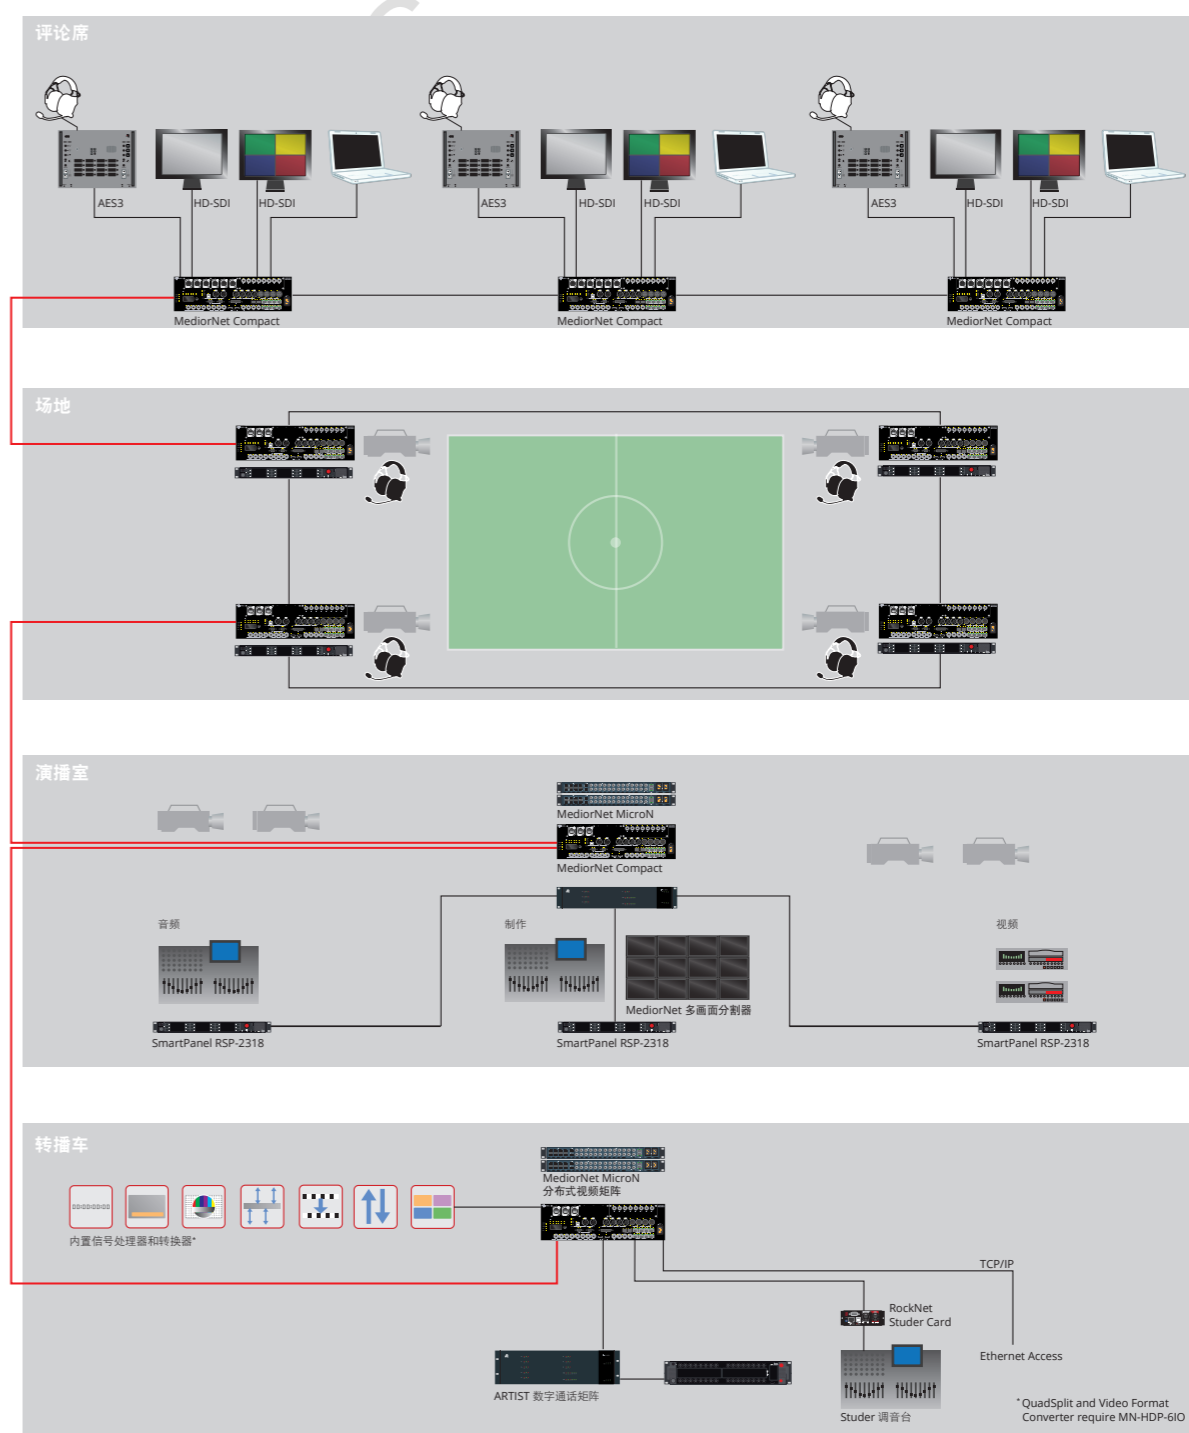 评论席
AES3
HD-SDI
HD-SDI
AES3
HD-SDI
HD-SDI
AES3
HD-SDI
HD-SDI
MediorNet Compact
MediorNet Compact
MediorNet Compact
场地
演播室
MediorNet MicroN
MediorNet Compact
音频
制作
视频
MediorNet 多画面分割器
SmartPanel RSP-2318
SmartPanel RSP-2318
SmartPanel RSP-2318
转播车
MediorNet MicroN
分布式视频矩阵
内置信号处理器和转换器*
TCP/IP
RockNet
Studer Card
Ethernet Access
ARTIST 数字通话矩阵
Studer 调音台
*QuadSplit and Video Format
Converter require MN-HDP-6IO